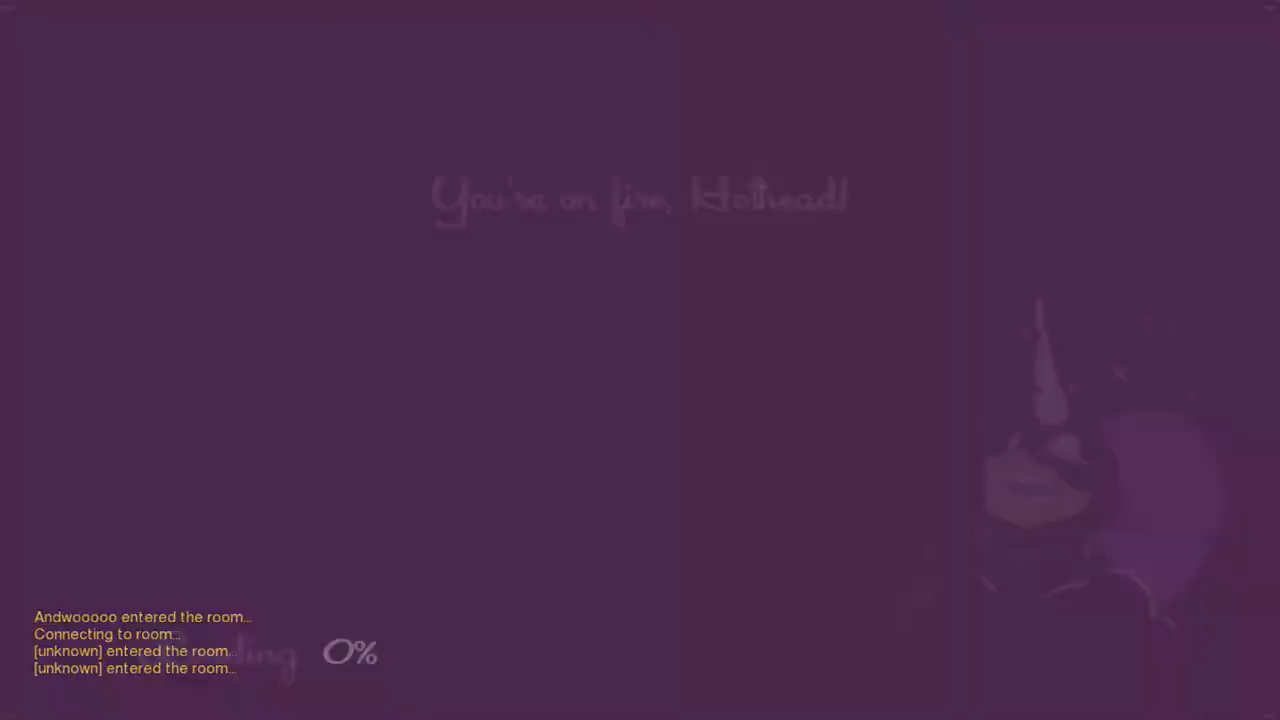 You're on fire, Hothead!
Andwooooo entered the room...
Connecting to room...
[unknown] entered the room...
[unknown] entered the room...
Loading 0%